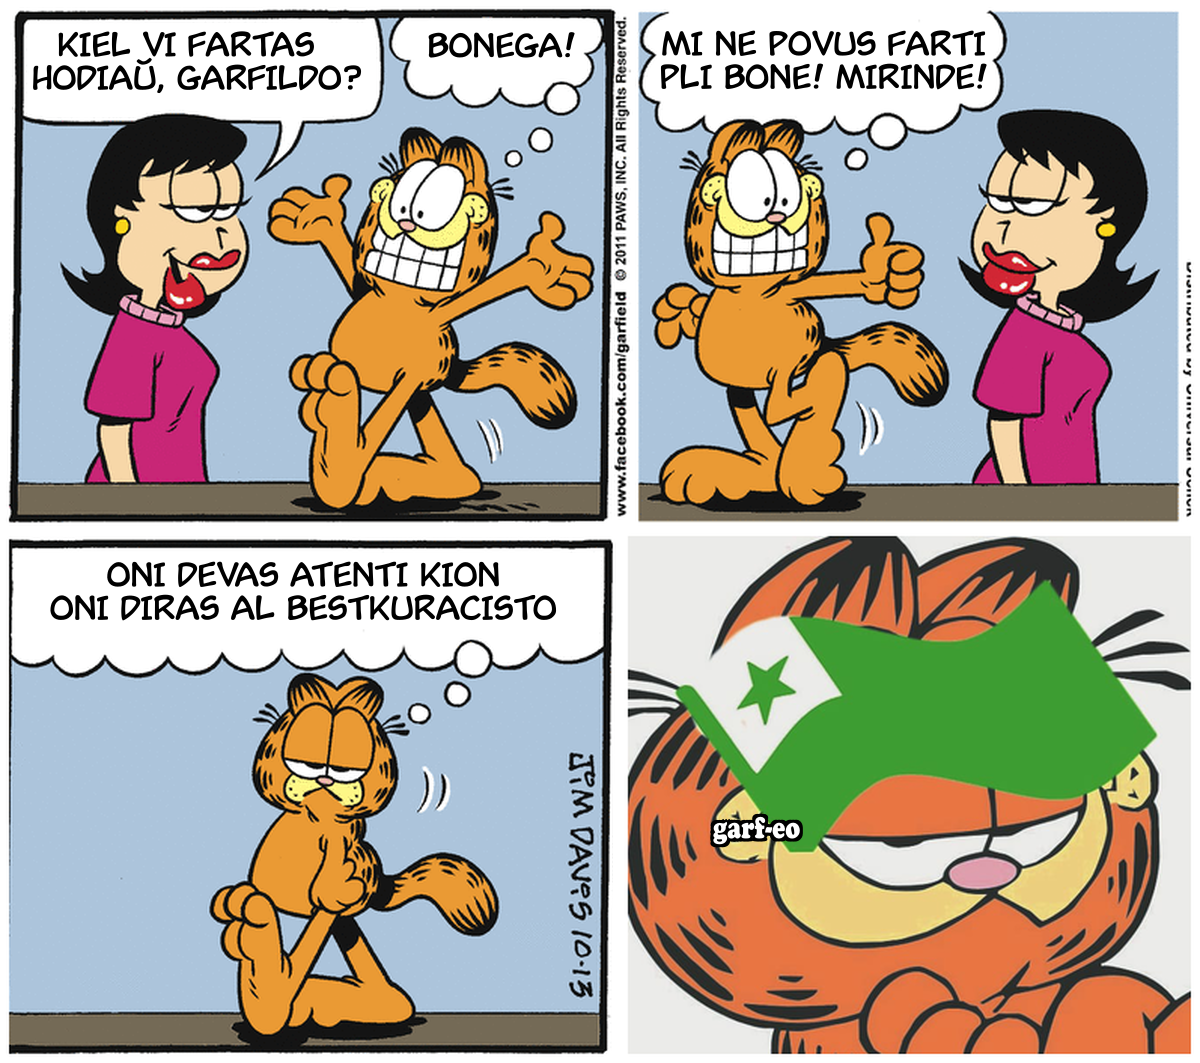 KIEL VI FARTAS
HODIAŬ, GARFILDO?
BONEGA!
www.facebook.com/garfield © 2011 PAWS, INC. All Rights Reserved.
MI NE POVUS FARTI
PLI BONE! MIRINDE!
ONI DEVAS ATENTI KION
ONI DIRAS AL BESTKURACISTO
JIM DAVIS 10·13
garf-eo